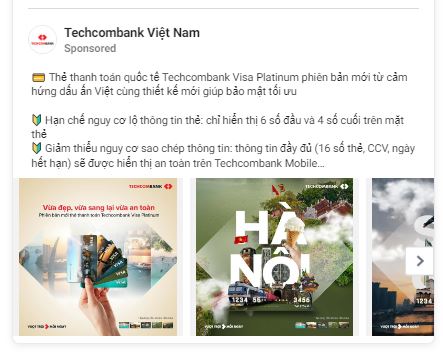 Techcombank Việt Nam
Sponsored
💳 Thẻ thanh toán quốc tế Techcombank Visa Platinum phiên bản mới từ cảm
hứng dấu ấn Việt cùng thiết kế mới giúp bảo mật tối ưu
🔰 Hạn chế nguy cơ lộ thông tin thẻ: chỉ hiển thị 6 số đầu và 4 số cuối trên mặt
thẻ
🔰 Giảm thiểu nguy cơ sao chép thông tin: thông tin đầy đủ (16 số thẻ, CCV, ngày
hết hạn) sẽ được hiển thị an toàn trên Techcombank Mobile...
TECHCOMBANK
Vừa đẹp, vừa sang lại vừa an toàn
Phiên bản mới thẻ thanh toán Techcombank Visa Platinum
VISA
VƯỢT TRỘI HƠN MỖI NGÀY
TECHCOMBANK
HÀ
NỘI
1234 3456
VƯỢT TRỘI HƠN MỖI NGÀY